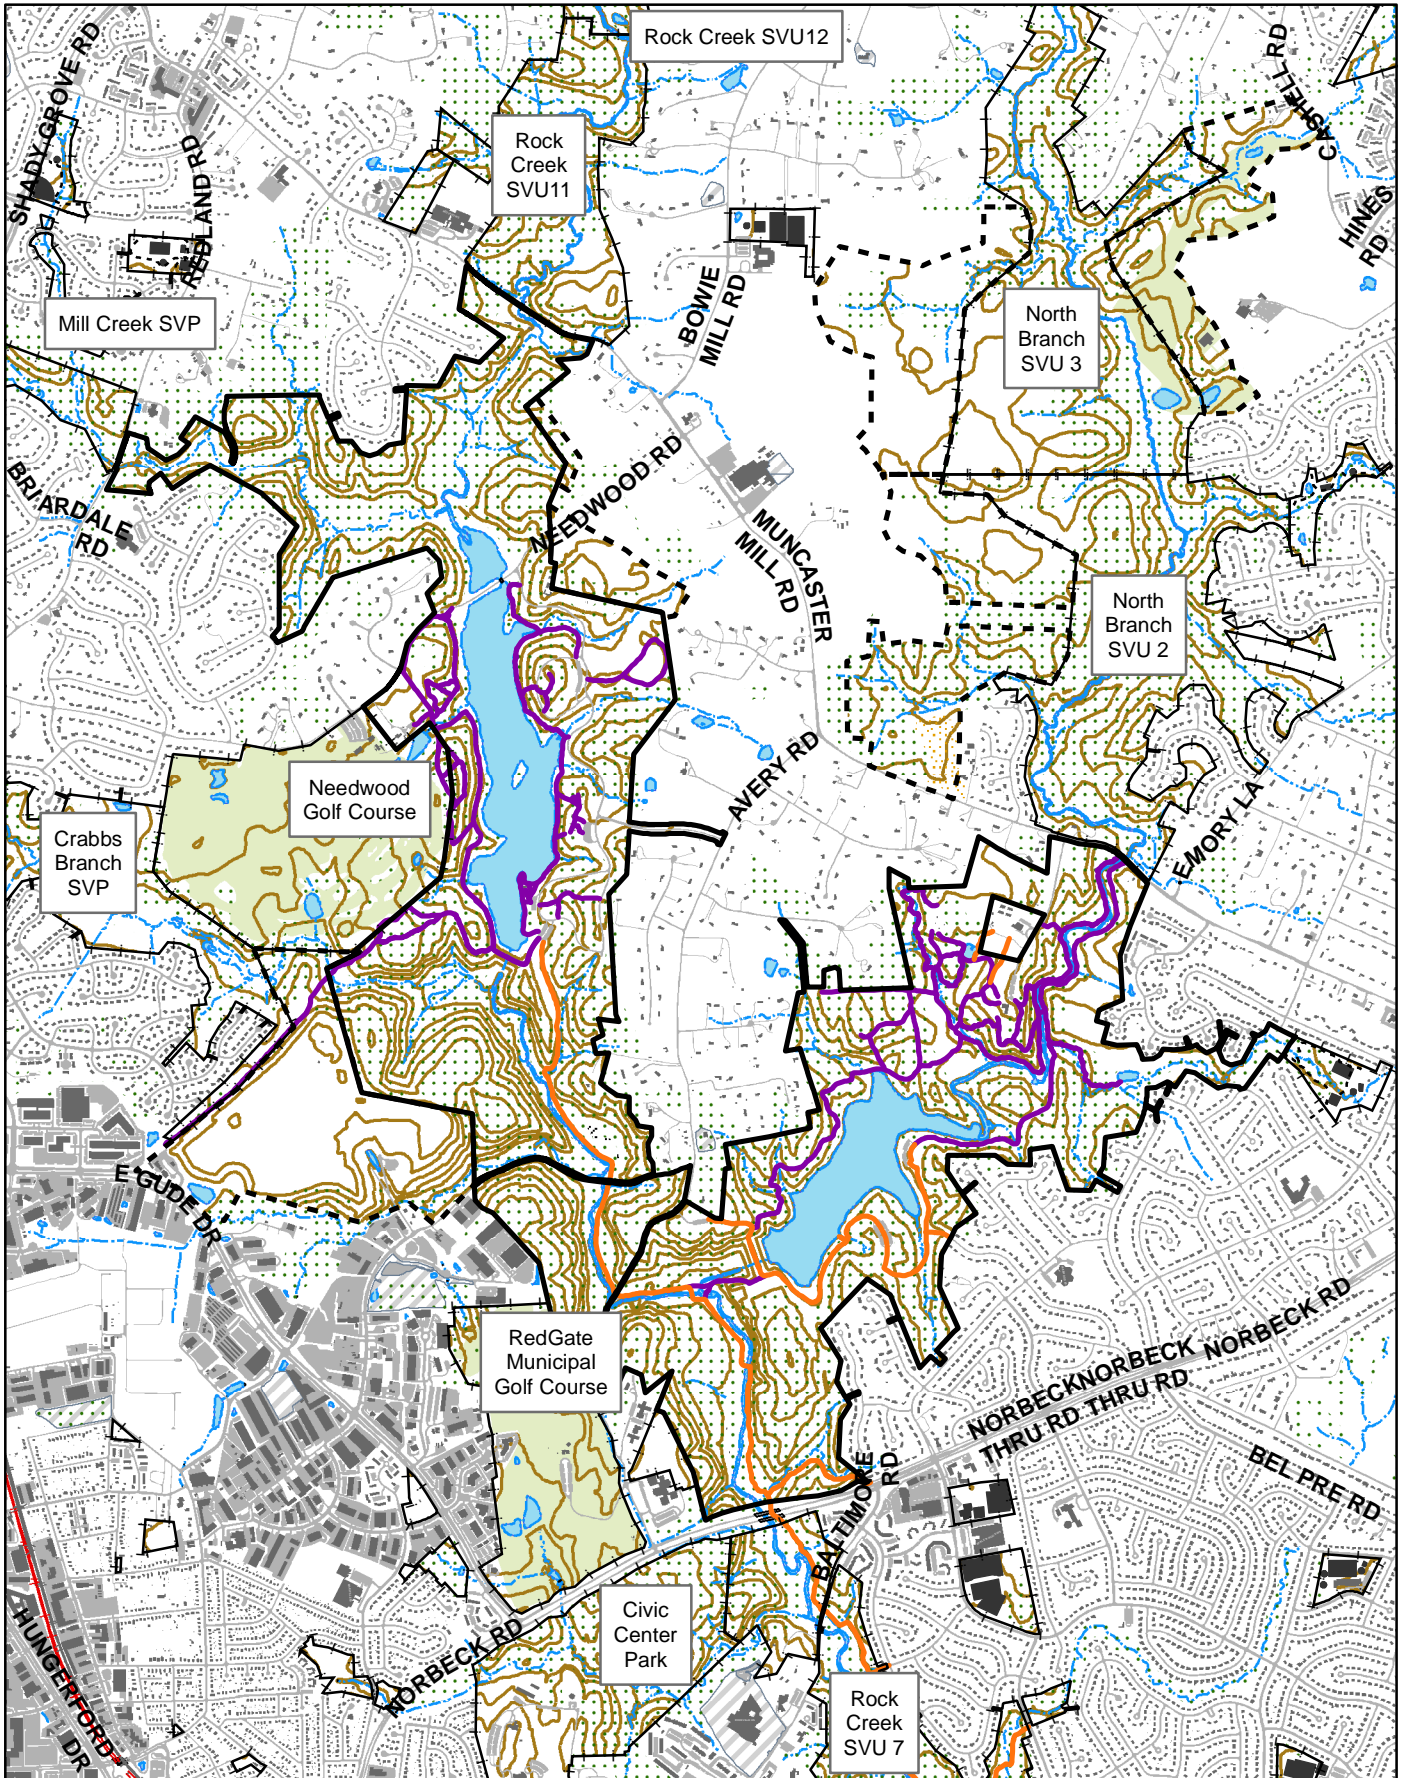 Rock Creek SVU12
SHADY GROVE RD
CASHELL RD
Rock
Creek
SVU11
REDLAND RD
HINES
RD
BOWIE
MILL RD
Mill Creek SVP
North
Branch
SVU 3
NEEDWOOD RD
BRIARDALE
RD
MUNCASTER
MILL RD
North
Branch
SVU 2
AVERY RD
Needwood
Golf Course
EMORY LA
Crabbs
Branch
SVP
E GUDE DR
RedGate
Municipal
Golf Course
NORBECK NORBECK RD
NORBECK
THRU RD THRU RD
BEL PRE RD
BALTIMORE
RD
Civic
Center
Park
NORBECK RD
HUNGERFORD
DR
Rock
Creek
SVU 7